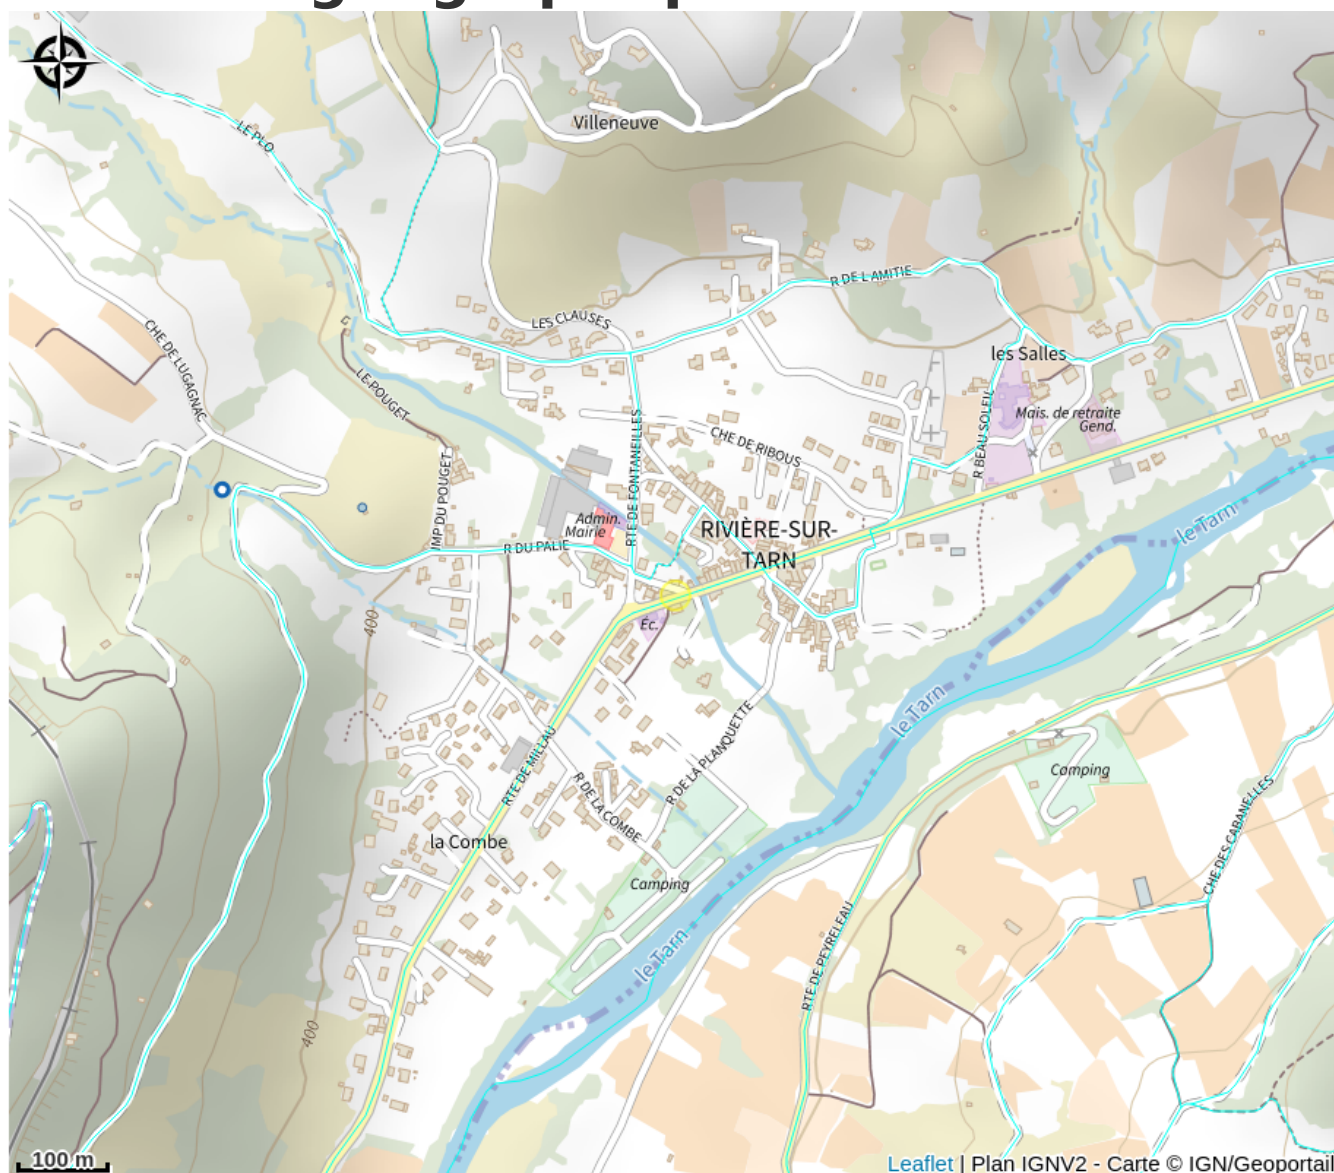 Villeneuve
LE PLO
R DE L AMITIE
LES CLAUSES
CHE DE LUGAGNAC
les Salles
LE POUGET
Mais. de retraite
Gend.
R BEAU SOLEIL
CHE DE RIBOUS
RTE DE FONTANEILLES
IMP DU POUGET
Admin.
Mairie
RIVIÈRE-SUR-
TARN
R DU PALIE
le Tarn
400
Éc.
le Tarn
R DE LA PLANQUETTE
RTE DE MILLAU
Camping
R DE LA COMBE
CHE DES CABANELLES
la Combe
Camping
RTE DE PEYRELEAU
le Tarn
400
100 m
Leaflet | Plan IGNV2 - Carte © IGN/Geoportail